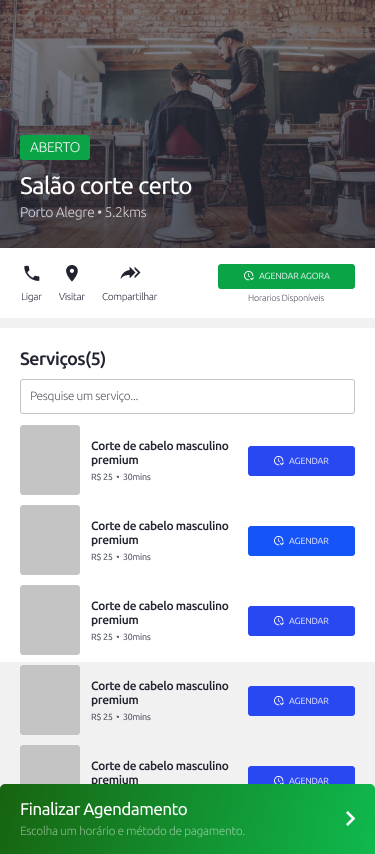 ABERTO
Salão corte certo
Porto Alegre • 5.2kms
AGENDAR AGORA
Ligar
Visitar
Compartilhar
Horarios Disponíveis
Serviços(5)
Pesquise um serviço...
Corte de cabelo masculino
premium
R$ 25 • 30mins
AGENDAR
Corte de cabelo masculino
premium
R$ 25 • 30mins
AGENDAR
Corte de cabelo masculino
premium
R$ 25 • 30mins
AGENDAR
Corte de cabelo masculino
premium
R$ 25 • 30mins
AGENDAR
Corte de cabelo masculino
premium
AGENDAR
Finalizar Agendamento
Escolha um horário e método de pagamento.